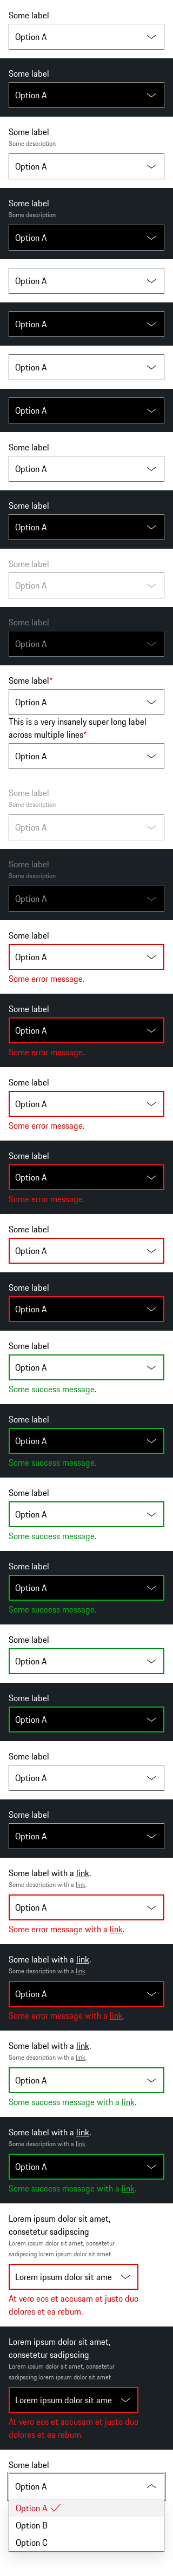 Some label
Option A
Some label
Option A
Some label
Some description
Option A
Some label
Some description
Option A
Option A
Option A
Option A
Option A
Some label
Option A
Some label
Option A
Some label
Option A
Some label
Option A
Some label*
Option A
This is a very insanely super long label
across multiple lines*
Option A
Some label
Some description
Option A
Some label
Some description
Option A
Some label
Option A
Some error message.
Some label
Option A
Some error message.
Some label
Option A
Some error message.
Some label
Option A
Some error message.
Some label
Option A
Some label
Option A
Some label
Option A
Some success message.
Some label
Option A
Some success message.
Some label
Option A
Some success message.
Some label
Option A
Some success message.
Some label
Option A
Some label
Option A
Some label
Option A
Some label
Option A
Some label with a link.
Some description with a link.
Option A
Some error message with a link.
Some label with a link.
Some description with a link.
Option A
Some error message with a link.
Some label with a link.
Some description with a link.
Option A
Some success message with a link.
Some label with a link.
Some description with a link.
Option A
Some success message with a link.
Lorem ipsum dolor sit amet,
consetetur sadipscing
Lorem ipsum dolor sit amet, consetetur
sadipscing lorem ipsum dolor sit amet
Lorem ipsum dolor sit ame
At vero eos et accusam et justo duo
dolores et ea rebum.
Lorem ipsum dolor sit amet,
consetetur sadipscing
Lorem ipsum dolor sit amet, consetetur
sadipscing lorem ipsum dolor sit amet
Lorem ipsum dolor sit ame
At vero eos et accusam et justo duo
dolores et ea rebum.
Some label
Option A
Option A
Option B
Option C